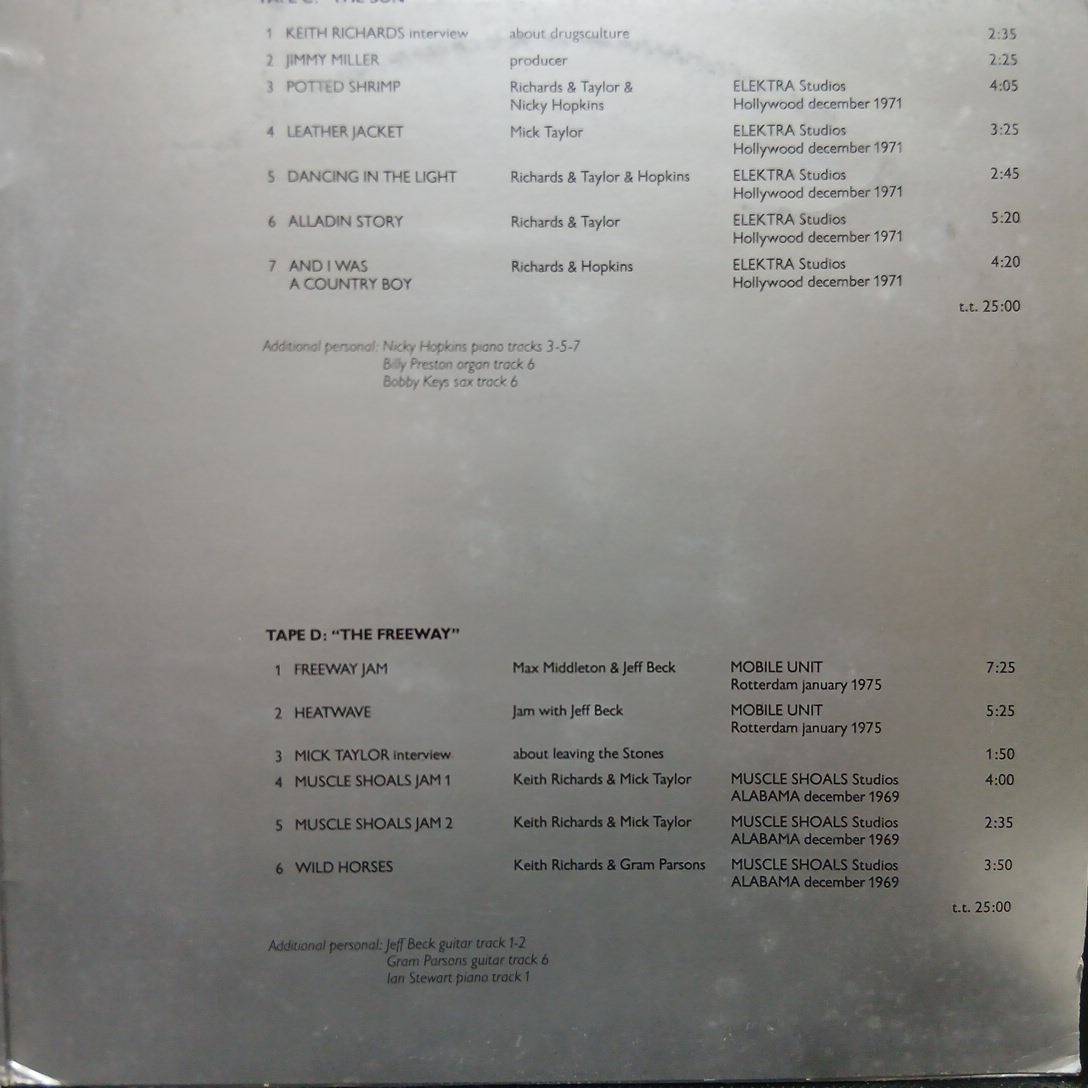 TAPE C: "THE SUN"
1 KEITH RICHARDS interview about drugsculture 2:35
2 JIMMY MILLER producer 2:25
3 POTTED SHRIMP Richards & Taylor & ELEKTRA Studios 4:05
Nicky Hopkins Hollywood december 1971
4 LEATHER JACKET Mick Taylor ELEKTRA Studios 3:25
Hollywood december 1971
5 DANCING IN THE LIGHT Richards & Taylor & Hopkins ELEKTRA Studios 2:45
Hollywood december 1971
6 ALLADIN STORY Richards & Taylor ELEKTRA Studios 5:20
Hollywood december 1971
7 AND I WAS Richards & Hopkins ELEKTRA Studios 4:20
A COUNTRY BOY Hollywood december 1971
t.t. 25:00
Additional personal: Nicky Hopkins piano tracks 3-5-7
Billy Preston organ track 6
Bobby Keys sax track 6
TAPE D: “THE FREEWAY”
1 FREEWAY JAM Max Middleton & Jeff Beck MOBILE UNIT 7:25
Rotterdam january 1975
2 HEATWAVE Jam with Jeff Beck MOBILE UNIT 5:25
Rotterdam january 1975
3 MICK TAYLOR interview about leaving the Stones 1:50
4 MUSCLE SHOALS JAM 1 Keith Richards & Mick Taylor MUSCLE SHOALS Studios 4:00
ALABAMA december 1969
5 MUSCLE SHOALS JAM 2 Keith Richards & Mick Taylor MUSCLE SHOALS Studios 2:35
ALABAMA december 1969
6 WILD HORSES Keith Richards & Gram Parsons MUSCLE SHOALS Studios 3:50
ALABAMA december 1969
t.t. 25:00
Additional personal: Jeff Beck guitar track 1-2
Gram Parsons guitar track 6
Ian Stewart piano track 1